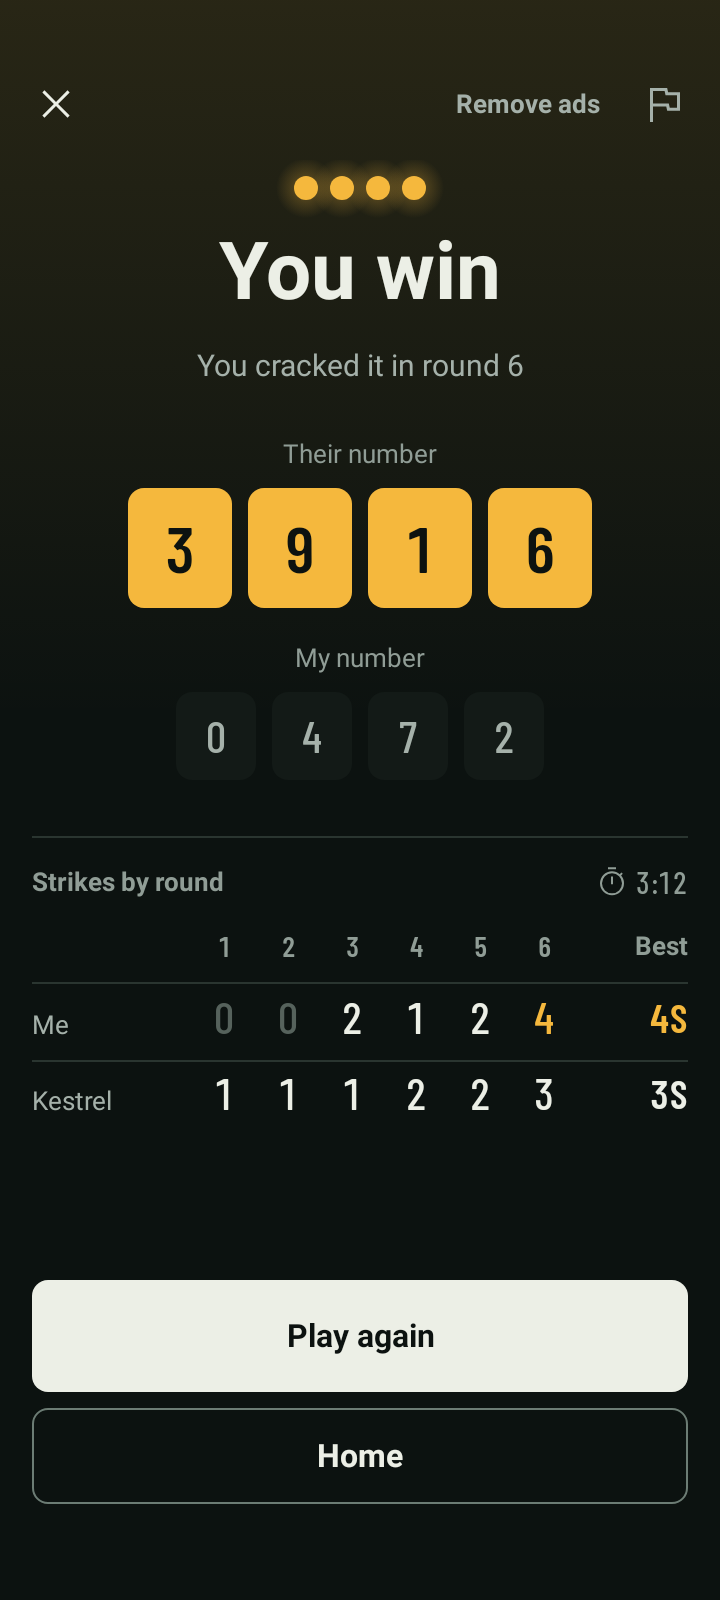 Remove ads
You win
You cracked it in round 6
Their number
3 9 1 6
My number
0 4 7 2
Strikes by round 3:12
1 2 3 4 5 6 Best
Me 0 0 2 1 2 4 4S
Kestrel 1 1 1 2 2 3 3S
Play again
Home